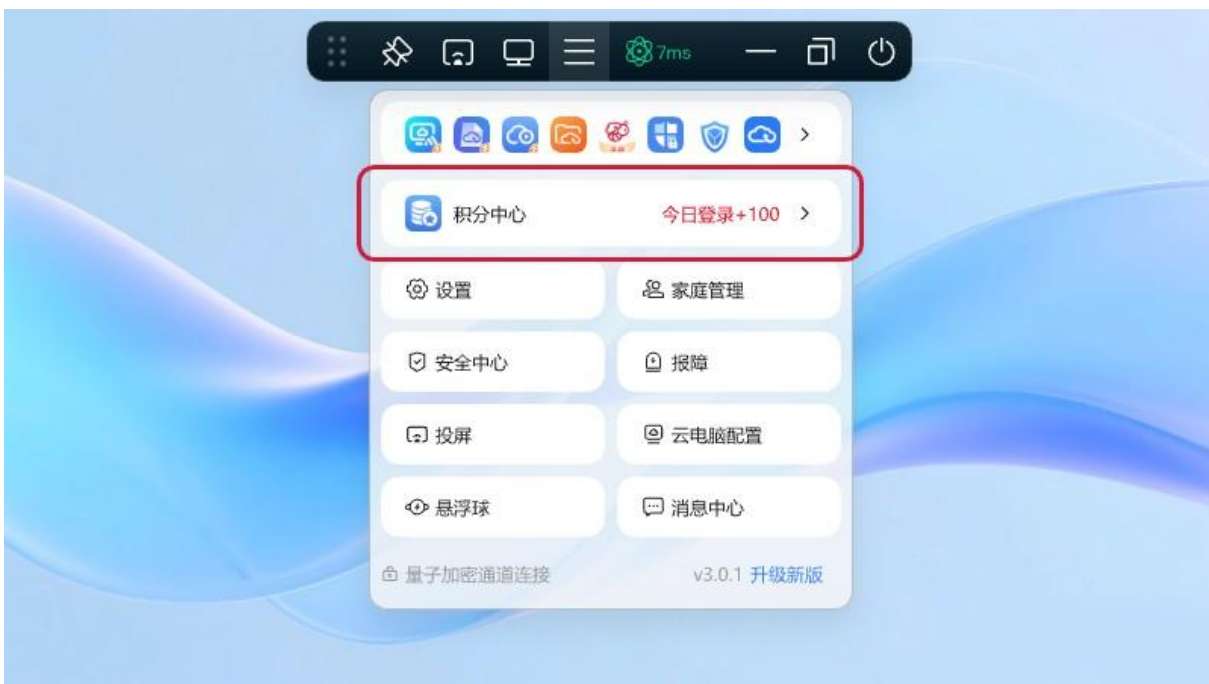 7ms
积分中心 今日登录+100
设置 家庭管理
安全中心 报障
投屏 云电脑配置
悬浮球 消息中心
量子加密通道连接 v3.0.1 升级新版